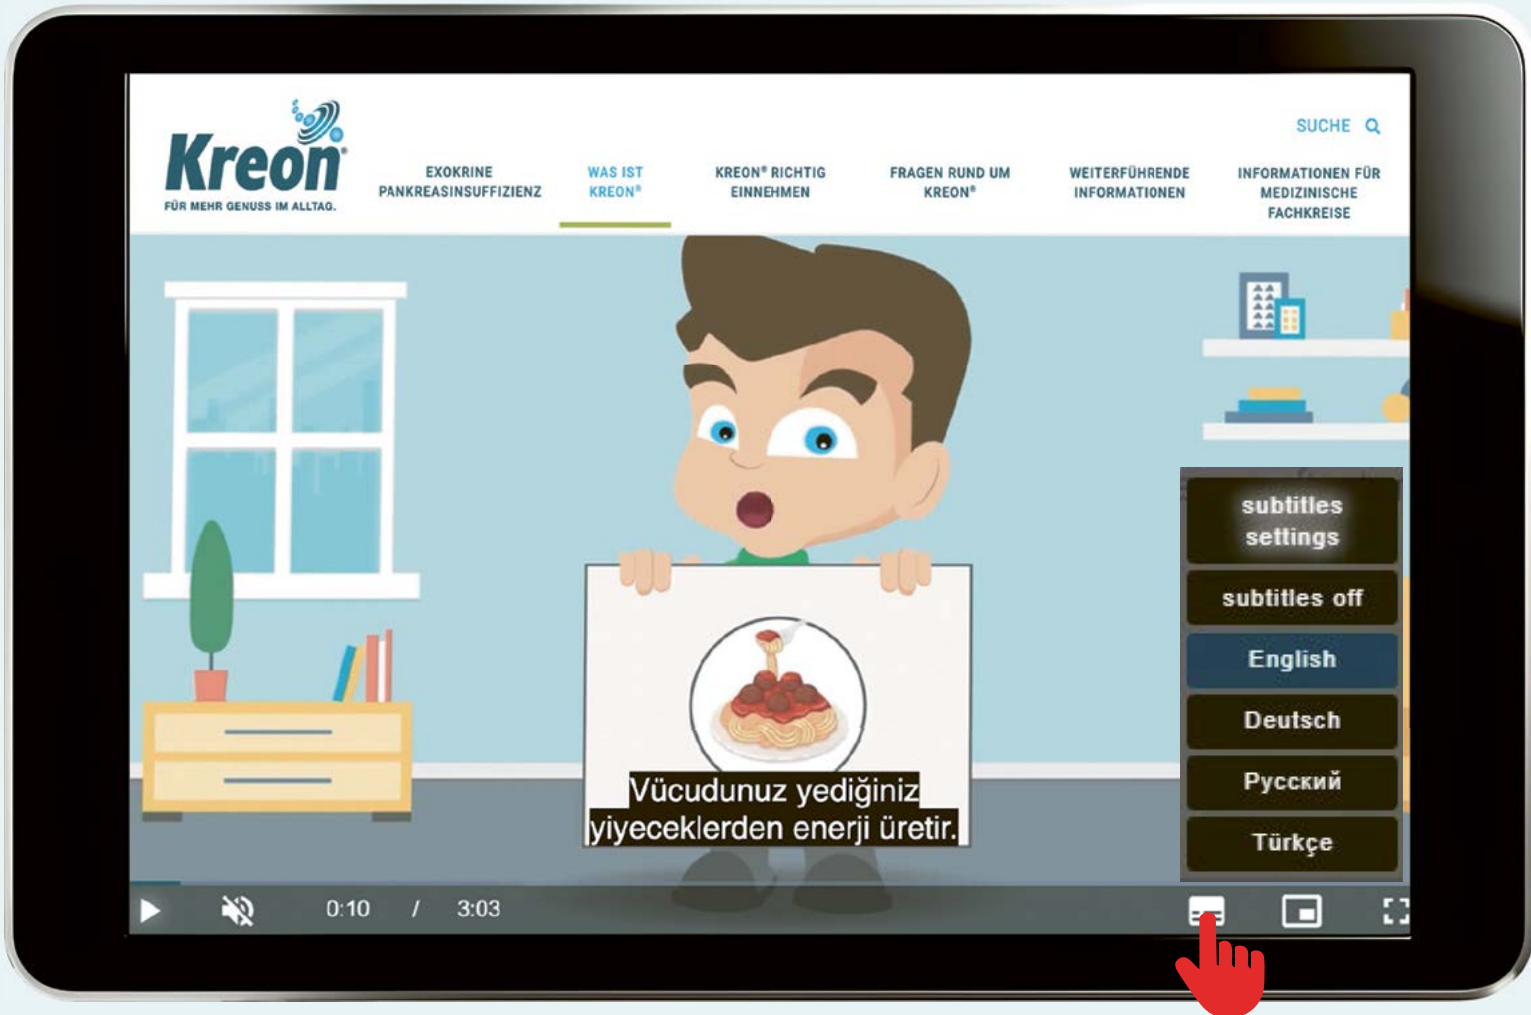 SUCHE
Kreon®
FÜR MEHR GENUSS IM ALLTAG.
EXOKRINE
PANKREASINSUFFIZIENZ
WAS IST
KREON®
KREON® RICHTIG
EINNEHMEN
FRAGEN RUND UM
KREON®
WEITERFÜHRENDE
INFORMATIONEN
INFORMATIONEN FÜR
MEDIZINISCHE
FACHKREISE
subtitles
settings
subtitles off
English
Deutsch
Русский
Türkçe
Vücudunuz yediğiniz
yiyeceklerden enerji üretir.
0:10 / 3:03